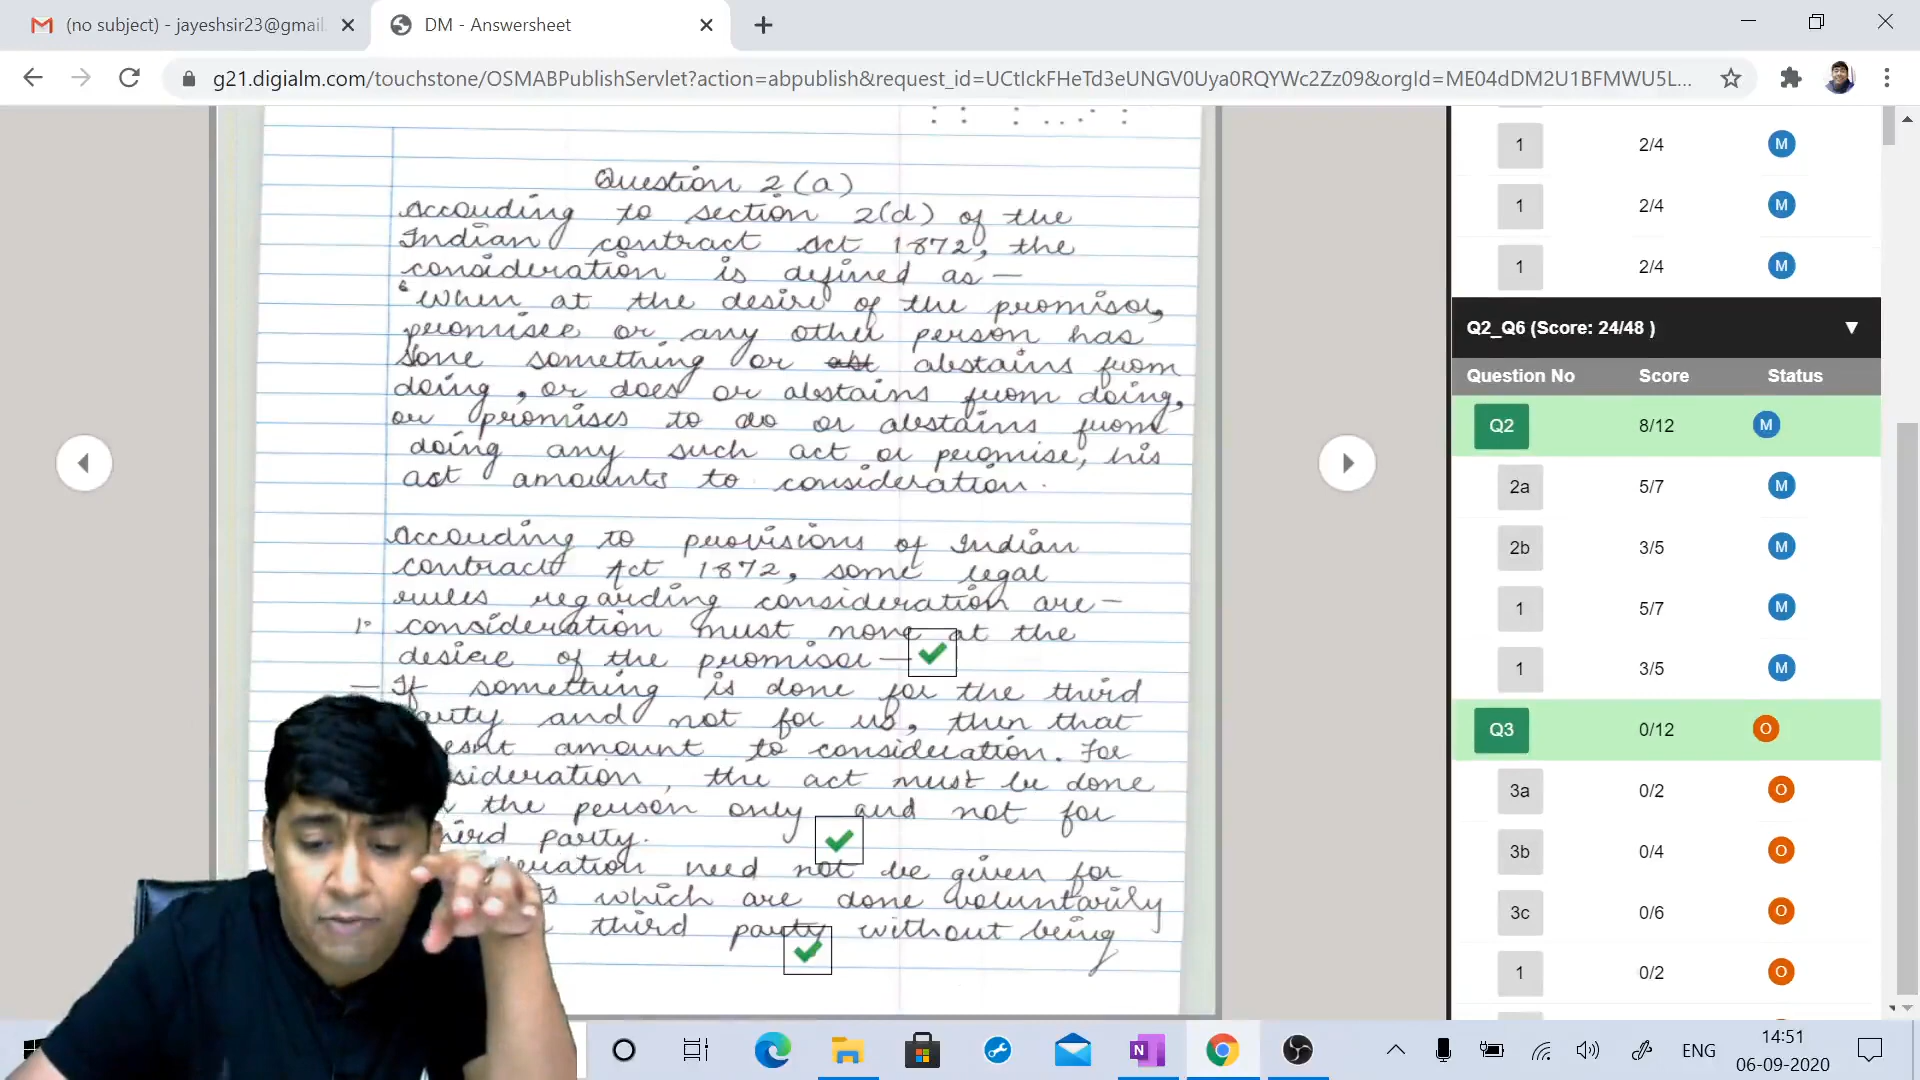 (no subject) - jayeshsir23@gmail.
DM - Answersheet
g21.digialm.com/touchstone/OSMABPublishServlet?action=abpublish&request_id=UCtIckFHeTd3eUNGV0Uya0RQYWc2Zz09&orgId=ME04dDM2U1BFMWU5L...
Question 2 (a)
According to section 2(d) of the
Indian contract Act 1872, the
consideration is defined as —
"when at the desire of the promisor,
promisee or any other person has
done something or abstains from
doing, or does or abstains from doing,
or promises to do or abstains from
doing any such act or promise, his
act amounts to consideration.
According to provisions of Indian
contract Act 1872, some legal
rules regarding consideration are -
1. consideration must move at the
desire of the promisor —
— If something is done for the third
party and not for us, then that
doesnt amount to consideration. For
consideration, the act must be done
the person only and not for
third party.
need not be given for
which are done voluntarily
third party without being
1 2/4 M
1 2/4 M
1 2/4 M
Q2_Q6 (Score: 24/48 )
Question No Score Status
Q2 8/12 M
2a 5/7 M
2b 3/5 M
1 5/7 M
1 3/5 M
Q3 0/12 O
3a 0/2 O
3b 0/4 O
3c 0/6 O
1 0/2 O
N
ENG
14:51
06-09-2020